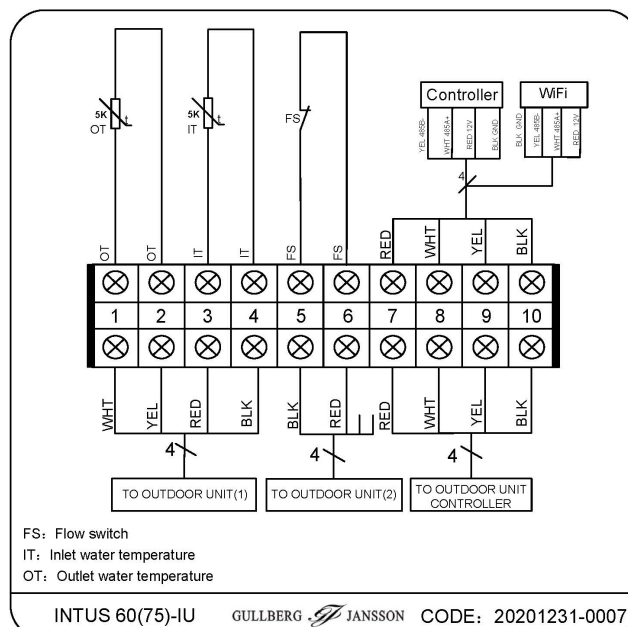 Controller
WiFi
YEL 485B-
WHT 485A+
RED 12V
BLK GND
BLK GND
YEL 485B-
WHT 485A+
RED 12V
5K
t
OT
5K
t
IT
FS
4
OT
OT
IT
IT
FS
FS
RED
WHT
YEL
BLK
1
2
3
4
5
6
7
8
9
10
WHT
YEL
RED
BLK
BLK
RED
RED
WHT
YEL
BLK
4
4
4
TO OUTDOOR UNIT(1)
TO OUTDOOR UNIT(2)
TO OUTDOOR UNIT
CONTROLLER
FS: Flow switch
IT: Inlet water temperature
OT: Outlet water temperature
INTUS 60(75)-IU
GULLBERG JANSSON
CODE: 20201231-0007